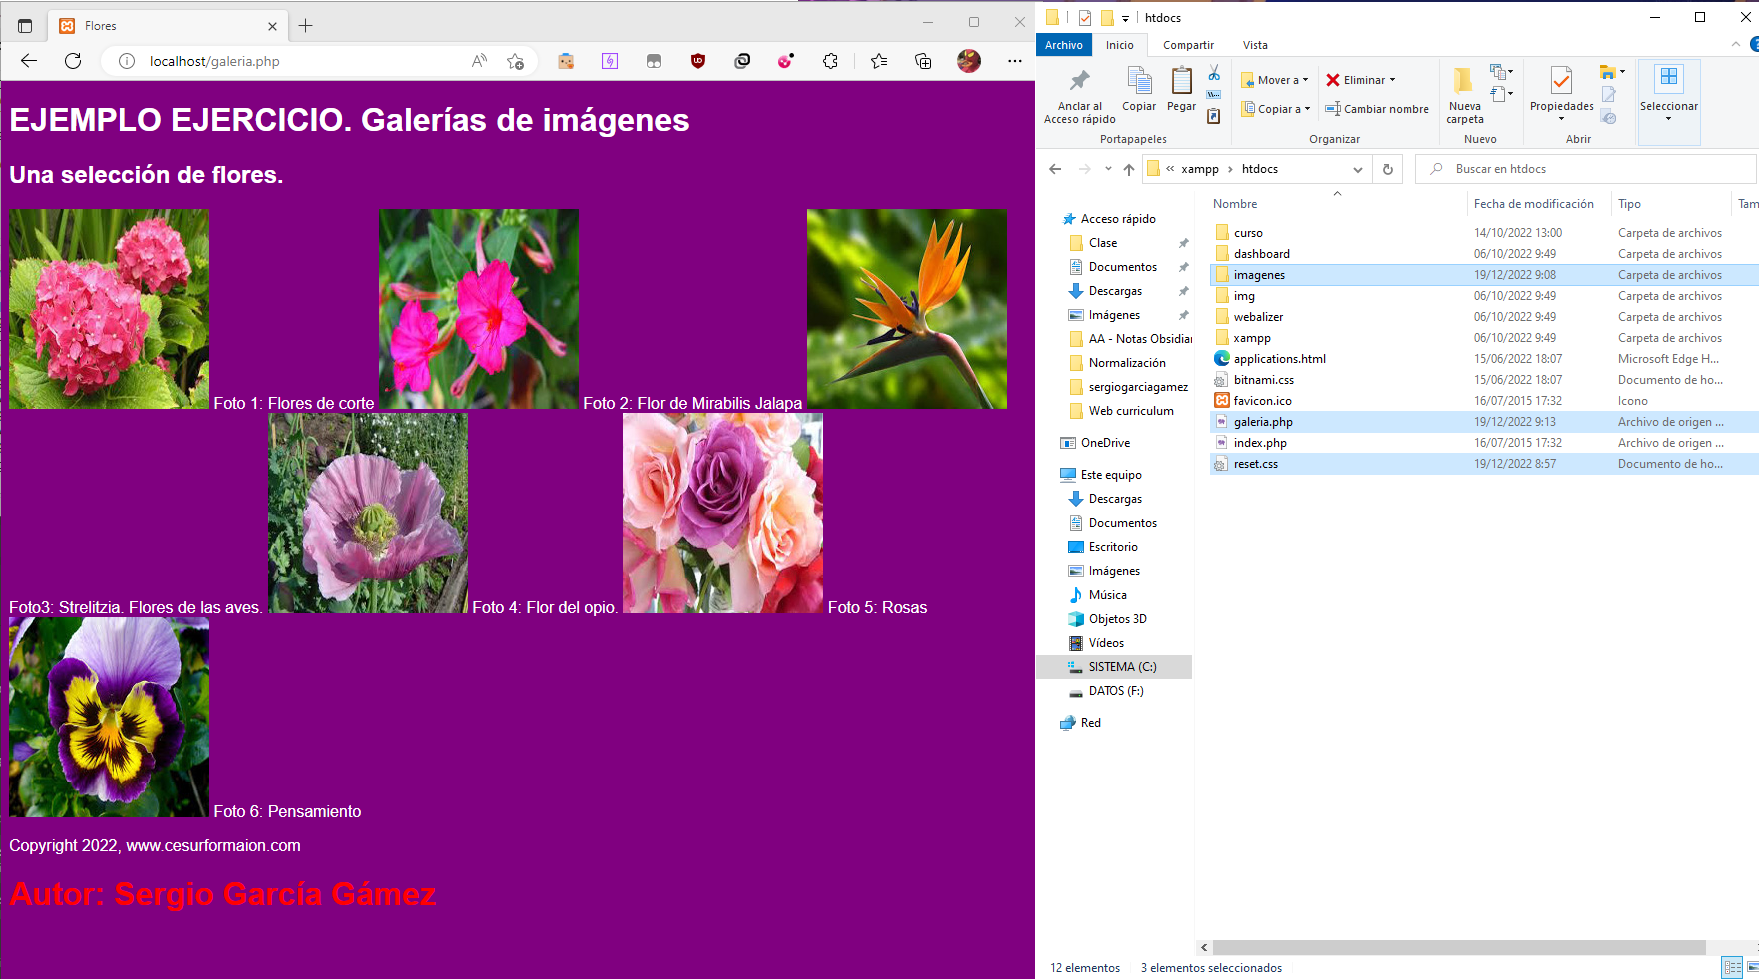 Flores
localhost/galeria.php
EJEMPLO EJERCICIO. Galerías de imágenes
Una selección de flores.
Foto 1: Flores de corte
Foto 2: Flor de Mirabilis Jalapa
Foto3: Strelitzia. Flores de las aves.
Foto 4: Flor del opio.
Foto 5: Rosas
Foto 6: Pensamiento
Copyright 2022, www.cesurformaion.com
Autor: Sergio García Gámez
htdocs
Archivo Inicio Compartir Vista
Anclar al
Acceso rápido
Copiar
Pegar
Portapapeles
Mover a
Copiar a
Eliminar
Cambiar nombre
Organizar
Nueva
carpeta
Nuevo
Propiedades
Abrir
Seleccionar
« xampp › htdocs
Buscar en htdocs
Acceso rápido
Clase
Documentos
Descargas
Imágenes
AA - Notas Obsidiar
Normalización
sergiogarciagamez
Web curriculum
OneDrive
Este equipo
Descargas
Documentos
Escritorio
Imágenes
Música
Objetos 3D
Vídeos
SISTEMA (C:)
DATOS (F:)
Red
Nombre Fecha de modificación Tipo Tam
curso 14/10/2022 13:00 Carpeta de archivos
dashboard 06/10/2022 9:49 Carpeta de archivos
imagenes 19/12/2022 9:08 Carpeta de archivos
img 06/10/2022 9:49 Carpeta de archivos
webalizer 06/10/2022 9:49 Carpeta de archivos
xampp 06/10/2022 9:49 Carpeta de archivos
applications.html 15/06/2022 18:07 Microsoft Edge H...
bitnami.css 15/06/2022 18:07 Documento de ho...
favicon.ico 16/07/2015 17:32 Icono
galeria.php 19/12/2022 9:13 Archivo de origen ...
index.php 16/07/2015 17:32 Archivo de origen ...
reset.css 19/12/2022 8:57 Documento de ho...
12 elementos 3 elementos seleccionados